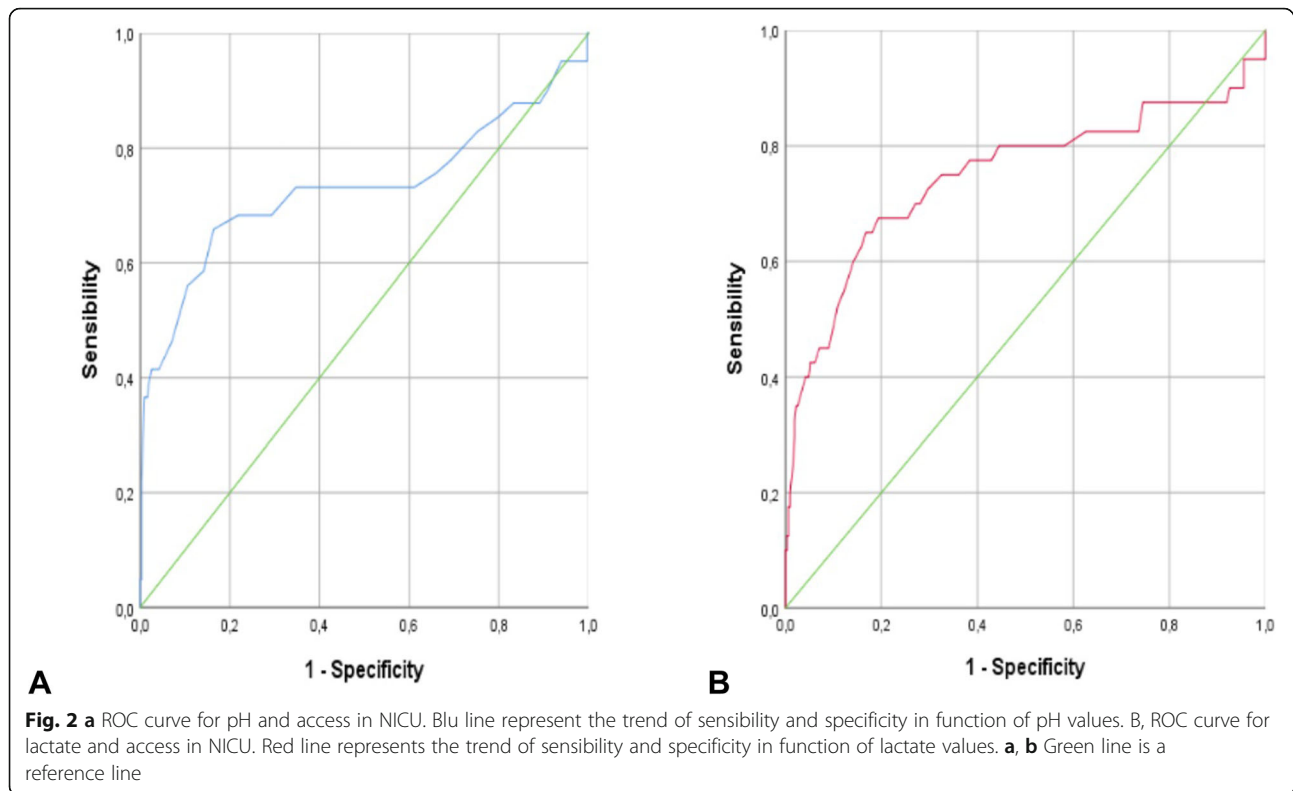 1,0
0,8
0,6
0,4
0,2
0,0
Sensibility
0,0 0,2 0,4 0,6 0,8 1,0
1 - Specificity
A
1,0
0,8
0,6
0,4
0,2
0,0
Sensibility
0,0 0,2 0,4 0,6 0,8 1,0
1 - Specificity
B
Fig. 2 a ROC curve for pH and access in NICU. Blu line represent the trend of sensibility and specificity in function of pH values. B, ROC curve for
lactate and access in NICU. Red line represents the trend of sensibility and specificity in function of lactate values. a, b Green line is a
reference line